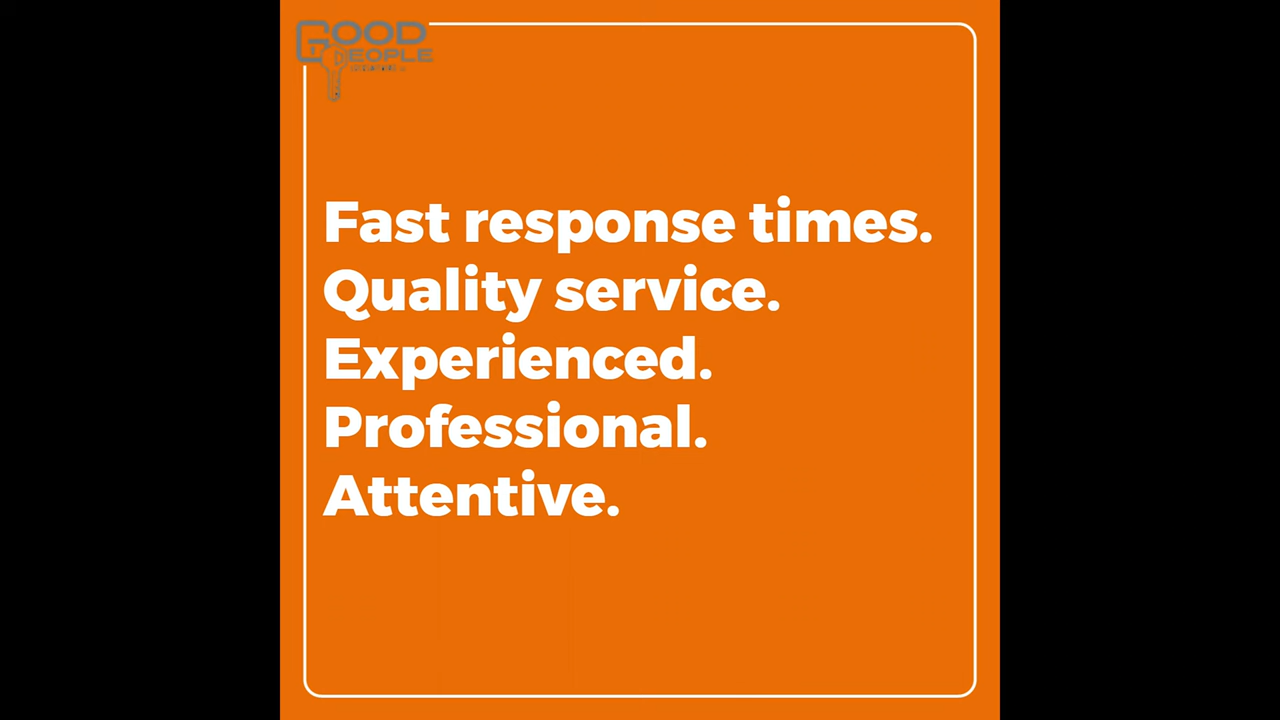 GOOD
PEOPLE
Fast response times.
Quality service.
Experienced.
Professional.
Attentive.